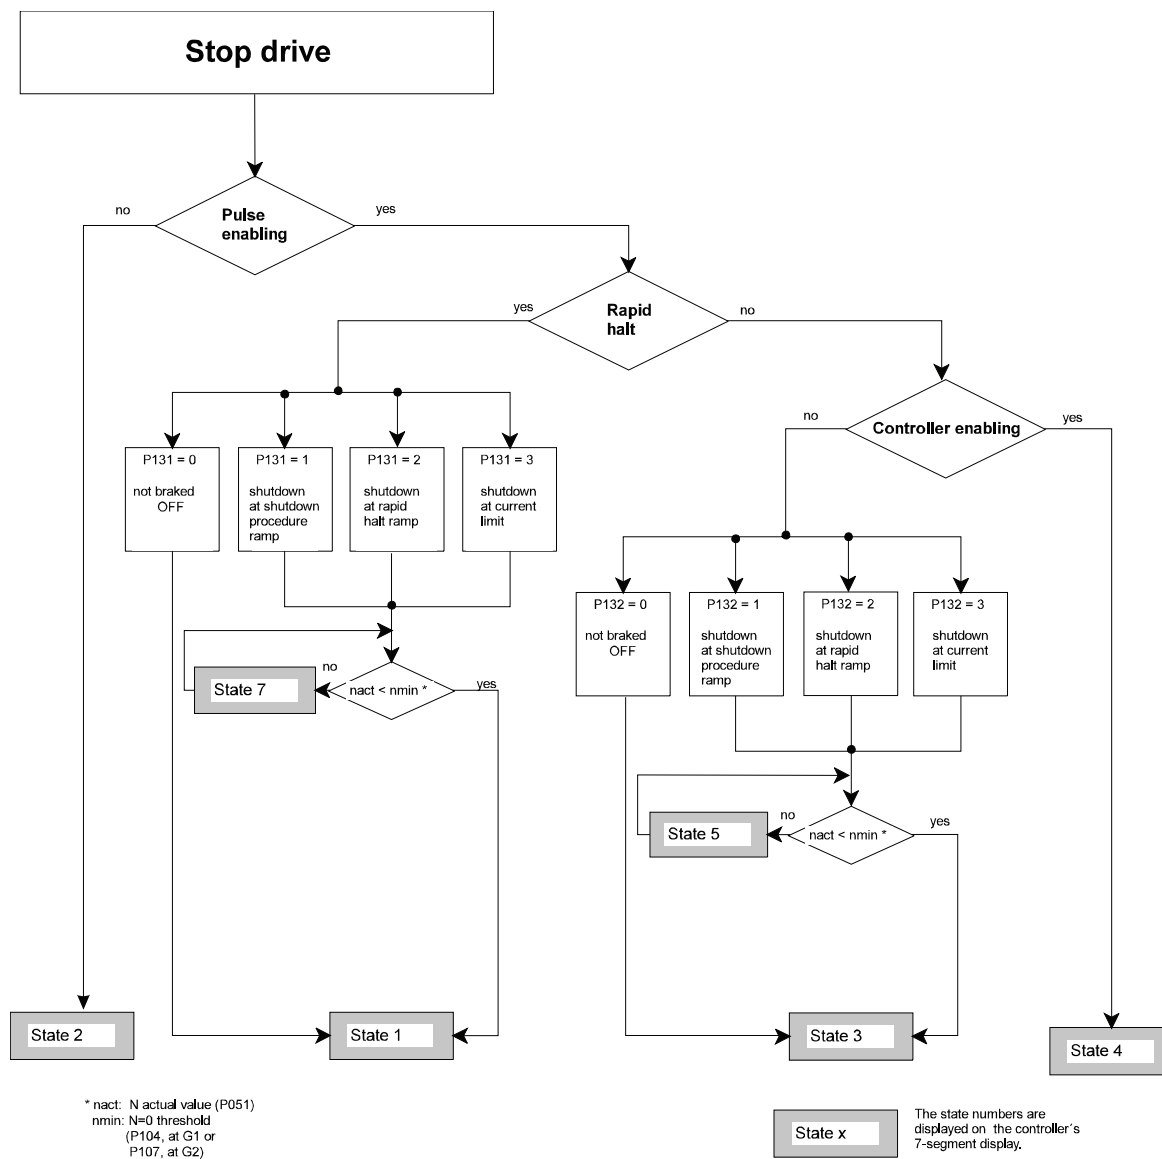 Stop drive
no
Pulse
enabling
yes
yes
Rapid
halt
no
no
Controller enabling
yes
P131 = 0
not braked
OFF
P131 = 1
shutdown
at shutdown
procedure
ramp
P131 = 2
shutdown
at rapid
halt ramp
P131 = 3
shutdown
at current
limit
P132 = 0
not braked
OFF
P132 = 1
shutdown
at shutdown
procedure
ramp
P132 = 2
shutdown
at rapid
halt ramp
P132 = 3
shutdown
at current
limit
State 7
no
nact < nmin *
yes
State 5
no
nact < nmin *
yes
State 2
State 1
State 3
State 4
* nact: N actual value (P051)
nmin: N=0 threshold
(P104, at G1 or
P107, at G2)
State x
The state numbers are
displayed on the controller´s
7-segment display.